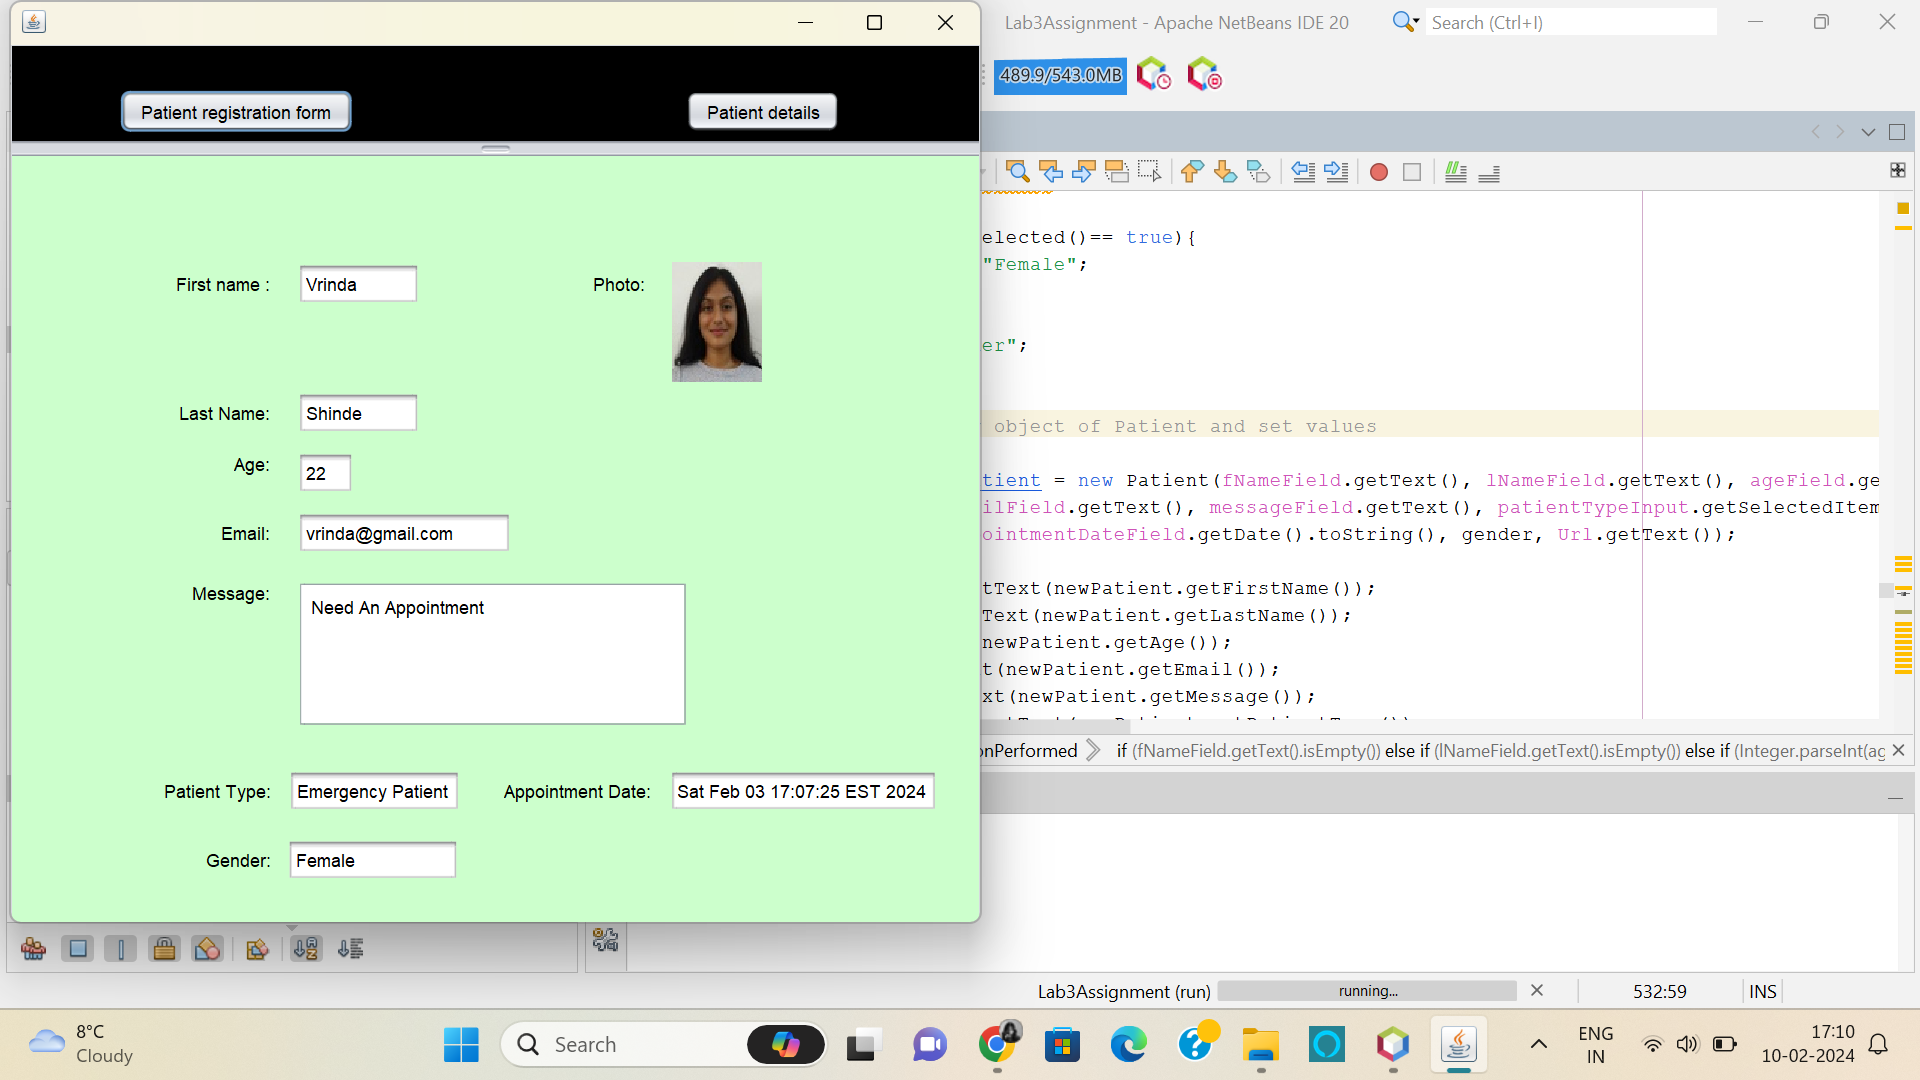 Lab3Assignment - Apache NetBeans IDE 20
Search (Ctrl+I)
489.9/543.0MB
Patient registration form
Patient details
First name :
Vrinda
Photo:
Last Name:
Shinde
Age:
22
Email:
vrinda@gmail.com
Message:
Need An Appointment
Patient Type:
Emergency Patient
Appointment Date:
Sat Feb 03 17:07:25 EST 2024
Gender:
Female
elected()== true){
"Female";
er";
object of Patient and set values
tient = new Patient(fNameField.getText(), lNameField.getText(), ageField.ge
ilField.getText(), messageField.getText(), patientTypeInput.getSelectedItem
ointmentDateField.getDate().toString(), gender, Url.getText());
tText(newPatient.getFirstName());
Text(newPatient.getLastName());
newPatient.getAge());
t(newPatient.getEmail());
xt(newPatient.getMessage());
onPerformed
if (fNameField.getText().isEmpty()) else if (lNameField.getText().isEmpty()) else if (Integer.parseInt(ag
Lab3Assignment (run)
running...
532:59
INS
8°C
Cloudy
Search
ENG
IN
17:10
10-02-2024